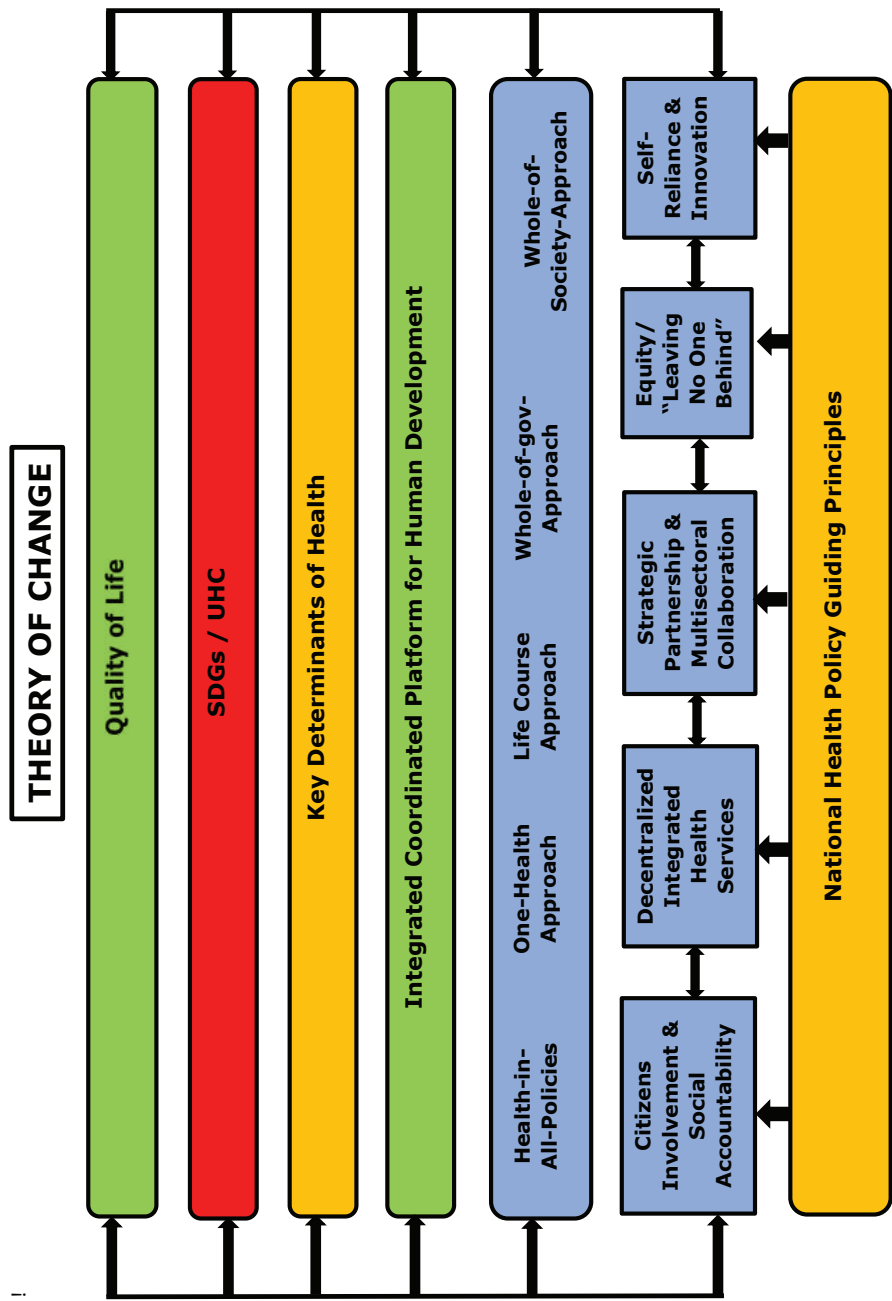 THEORY OF CHANGE
Quality of Life
SDGs / UHC
Key Determinants of Health
Integrated Coordinated Platform for Human Development
Health-in-
All-Policies
One-Health
Approach
Life Course
Approach
Whole-of-gov-
Approach
Whole-of-
Society-Approach
Citizens
Involvement &
Social
Accountability
Decentralized
Integrated
Health
Services
Strategic
Partnership &
Multisectoral
Collaboration
Equity/
“Leaving
No One
Behind”
Self-
Reliance &
Innovation
National Health Policy Guiding Principles